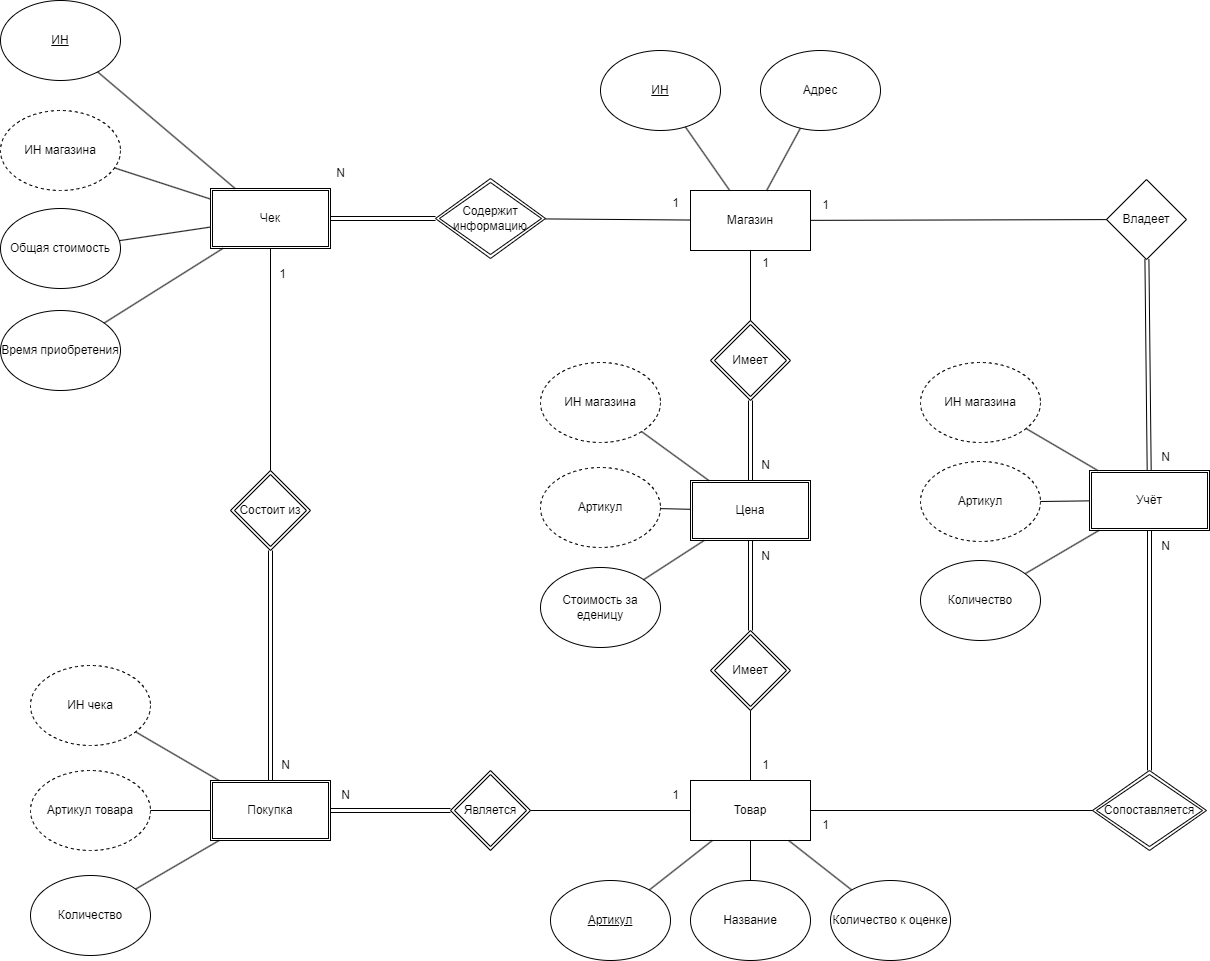 ИН
ИН магазина
Общая стоимость
Время приобретения
Чек
N
1
Содержит
информацию
ИН
Адрес
1
Магазин
1
1
Владеет
Имеет
ИН магазина
Артикул
Стоимость за
еденицу
N
Цена
N
Имеет
ИН магазина
Артикул
Количество
N
Учёт
N
Состоит из
ИН чека
Артикул товара
Количество
N
Покупка
N
Является
1
1
Товар
1
Сопоставляется
Артикул
Название
Количество к оценке